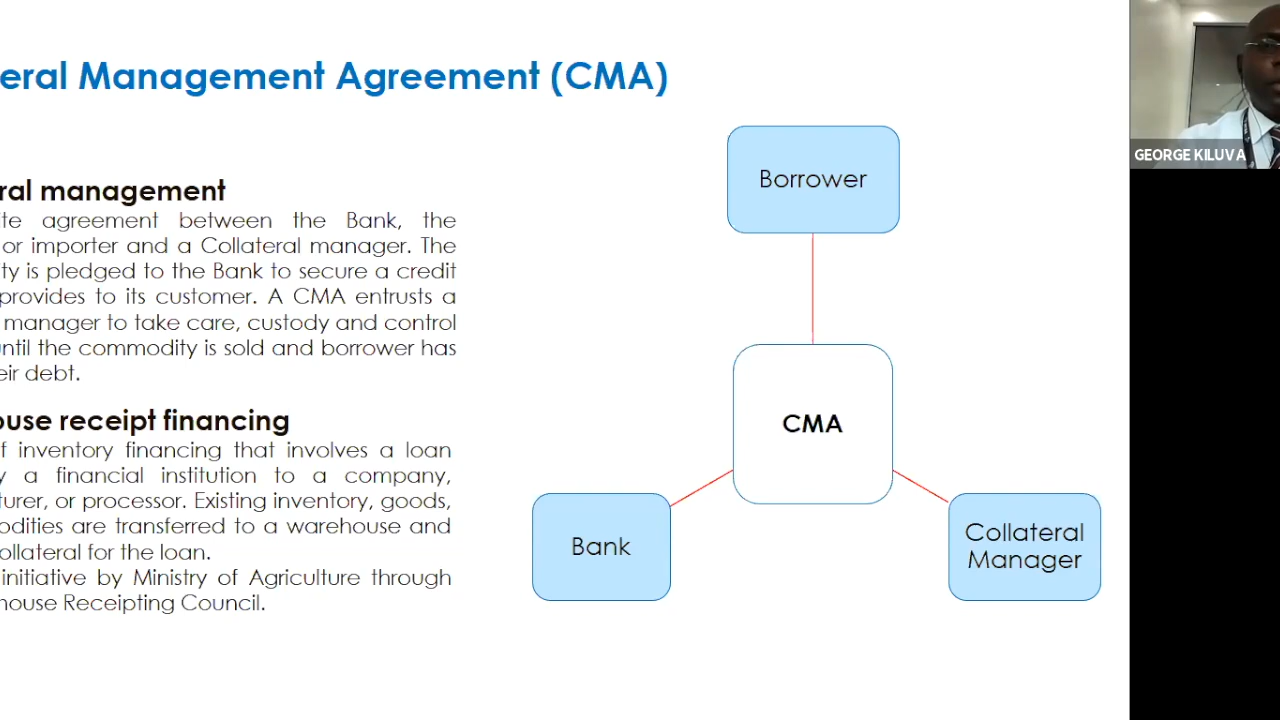 eral Management Agreement (CMA)
ral management
ite agreement between the Bank, the
or importer and a Collateral manager. The
ty is pledged to the Bank to secure a credit
provides to its customer. A CMA entrusts a
manager to take care, custody and control
until the commodity is sold and borrower has
eir debt.
ouse receipt financing
f inventory financing that involves a loan
y a financial institution to a company,
turer, or processor. Existing inventory, goods,
odities are transferred to a warehouse and
ollateral for the loan.
initiative by Ministry of Agriculture through
house Receipting Council.
Borrower
CMA
Bank
Collateral
Manager
GEORGE KILUVA